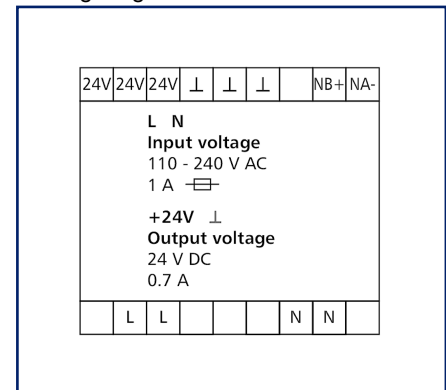 24V 24V 24V ⊥ ⊥ ⊥ NB+ NA-
L N
Input voltage
110 - 240 V AC
1 A
+24V ⊥
Output voltage
24 V DC
0.7 A
L L N N